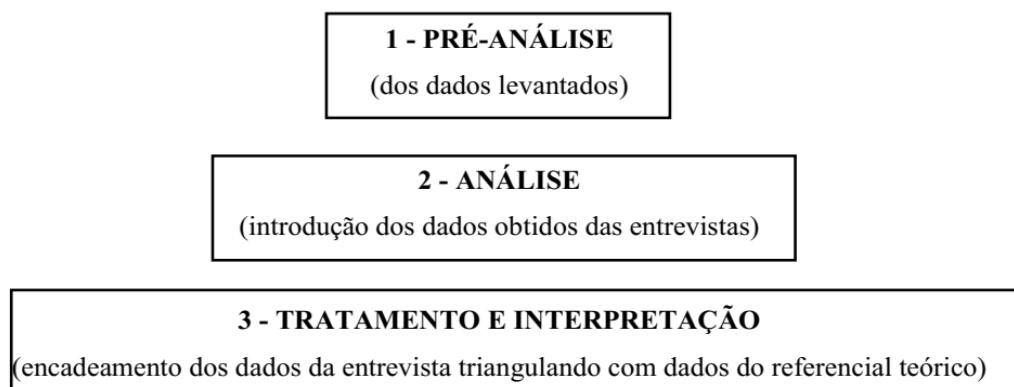 1 - PRÉ-ANÁLISE
(dos dados levantados)
2 - ANÁLISE
(introdução dos dados obtidos das entrevistas)
3 - TRATAMENTO E INTERPRETAÇÃO
(encadeamento dos dados da entrevista triangulando com dados do referencial teórico)